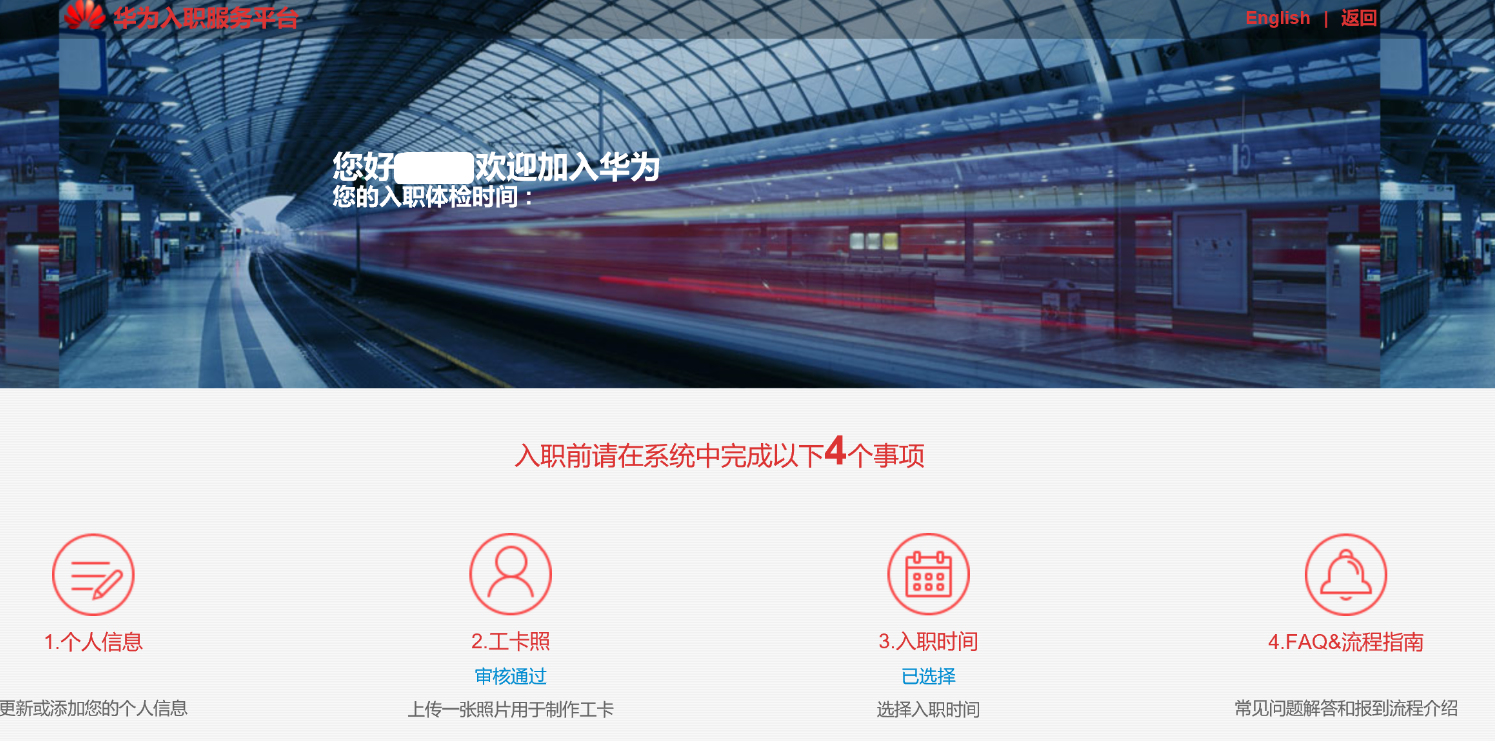 华为入职服务平台
English | 返回
您好 欢迎加入华为
您的入职体检时间：
入职前请在系统中完成以下4个事项
1.个人信息
2.工卡照
3.入职时间
4.FAQ&流程指南
审核通过
已选择
更新或添加您的个人信息
上传一张照片用于制作工卡
选择入职时间
常见问题解答和报到流程介绍